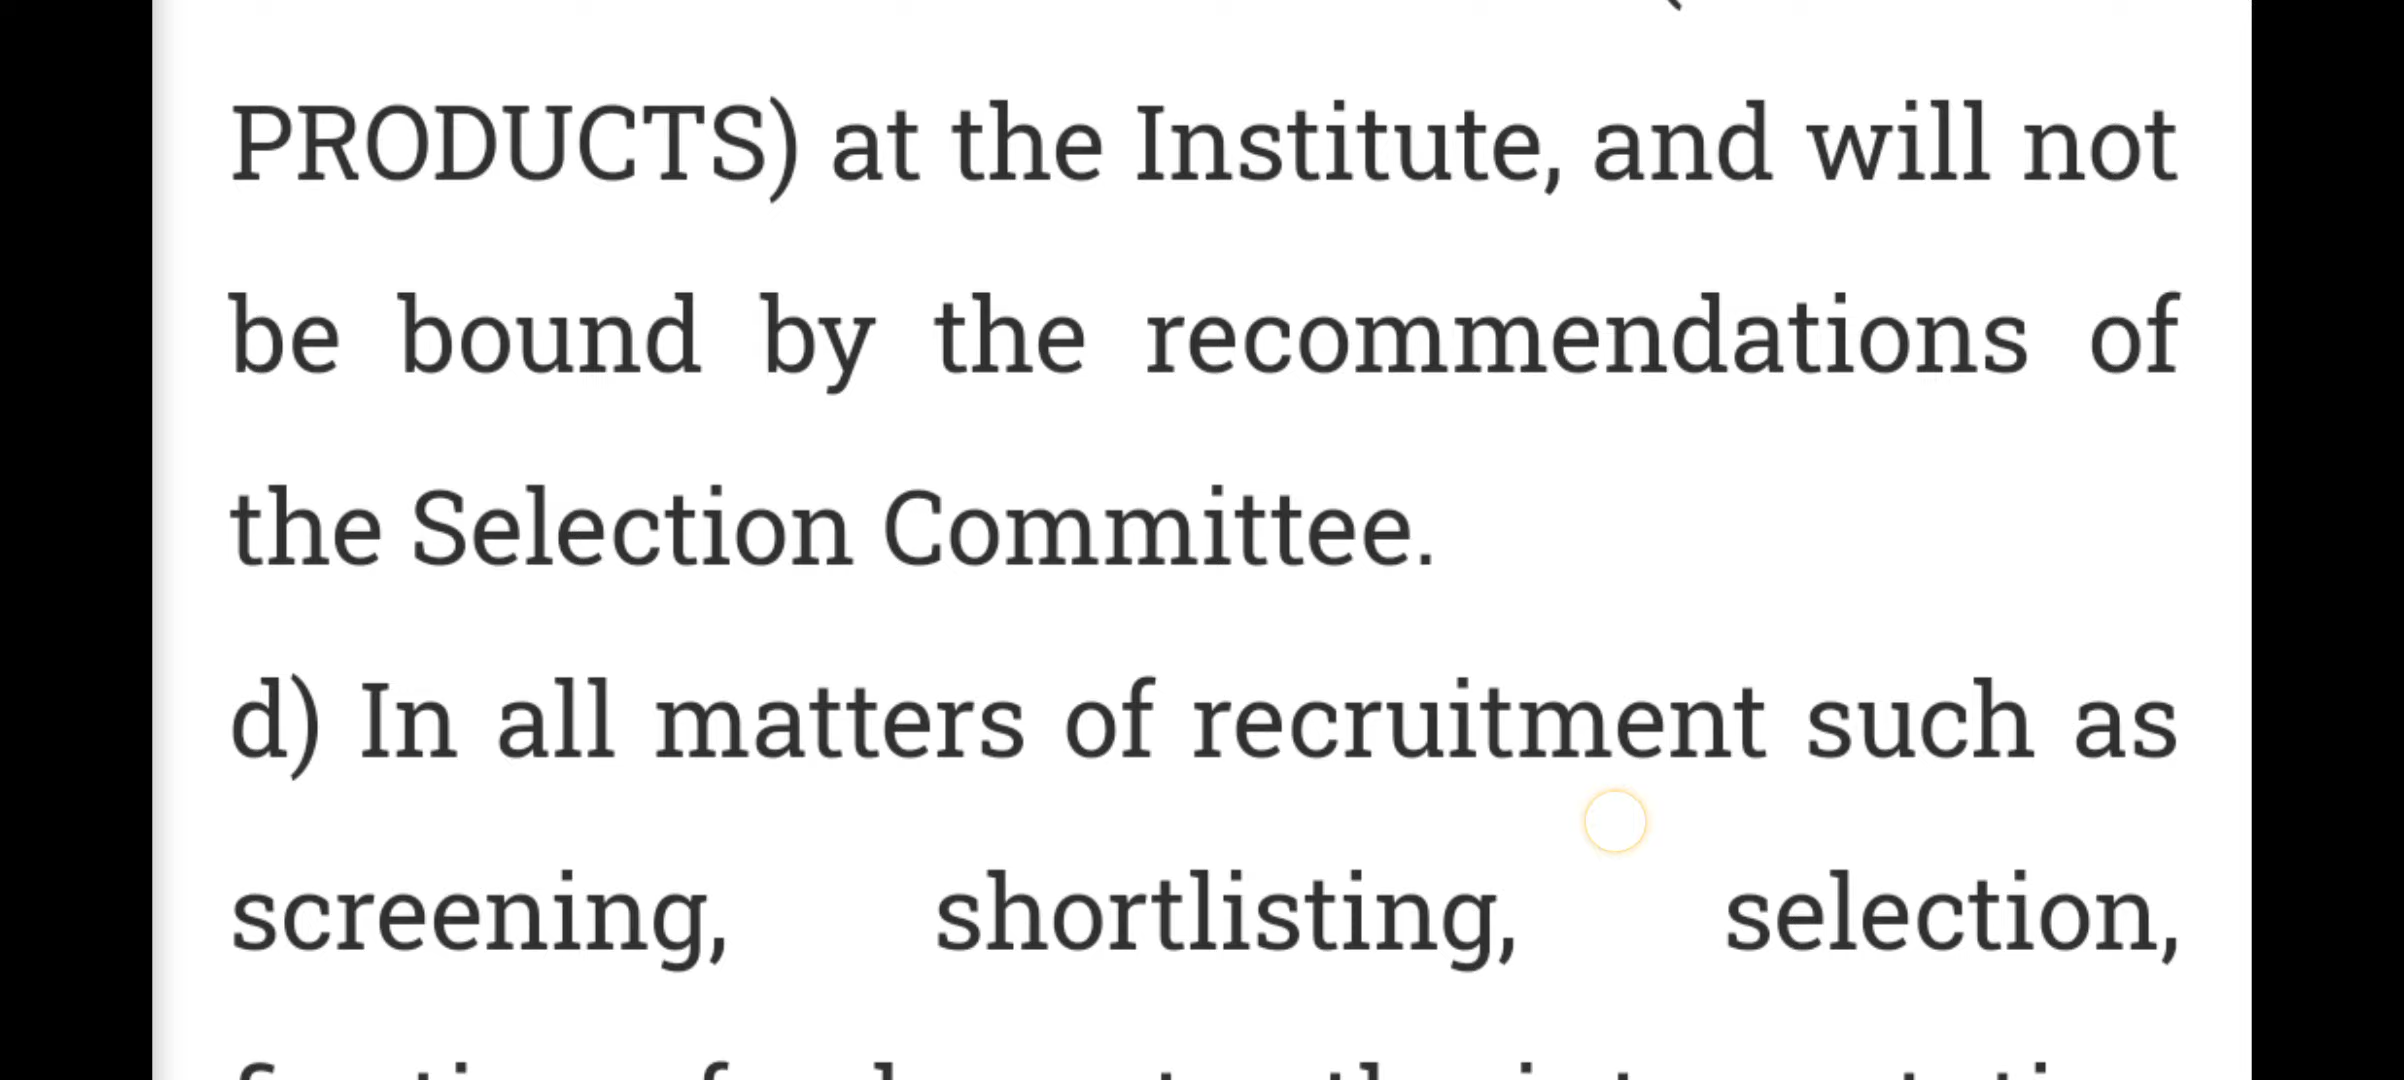 PRODUCTS) at the Institute, and will not
be bound by the recommendations of
the Selection Committee.
d) In all matters of recruitment such as
screening, shortlisting, selection,